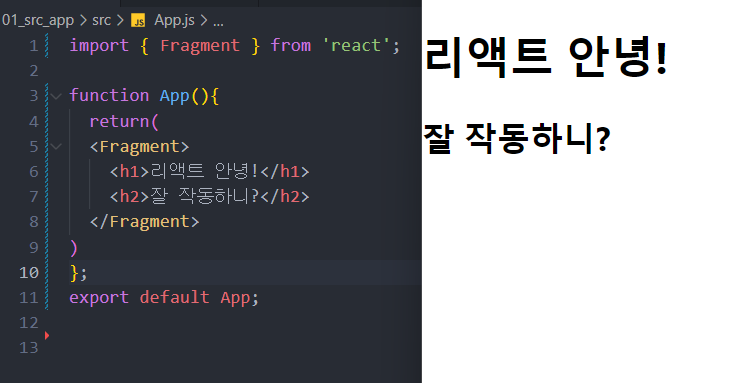 01_src_app > src > JS App.js > ...
1 import { Fragment } from 'react';
2
3 function App(){
4 return(
5 <Fragment>
6 <h1>리액트 안녕!</h1>
7 <h2>잘 작동하니?</h2>
8 </Fragment>
9 )
10 };
11 export default App;
12
13
리액트 안녕!
잘 작동하니?